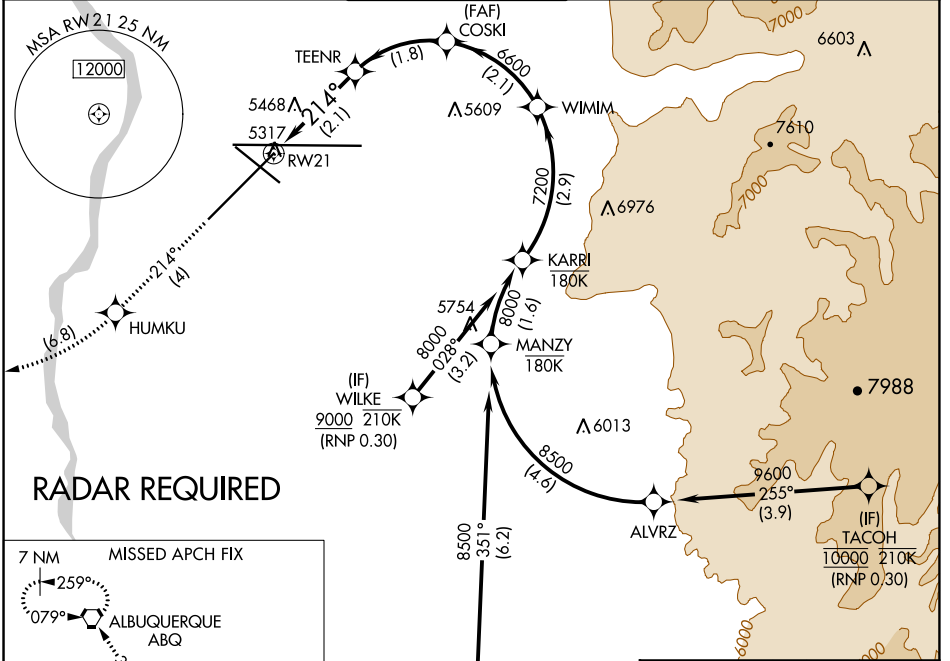 MSA RW21 25 NM
12000
(FAF)
COSKI
TEENR
(1.8)
6600
(2.1)
6603
5468
214°
(2.1)
5609
WIMIM
5317
RW21
7610
7000
7000
7200
(2.9)
6976
214°
(4)
KARRI
180K
HUMKU
(6.8)
5754
8000
(1.6)
8000
028°
(3.2)
MANZY
180K
(IF)
WILKE
9000 210K
(RNP 0.30)
7988
6013
8500
(4.6)
RADAR REQUIRED
9600
255°
(3.9)
ALVRZ
(IF)
TACOH
10000 210K
(RNP 0.30)
8500
351°
(6.2)
7 NM
MISSED APCH FIX
259°
079°
ALBUQUERQUE
ABQ
6000